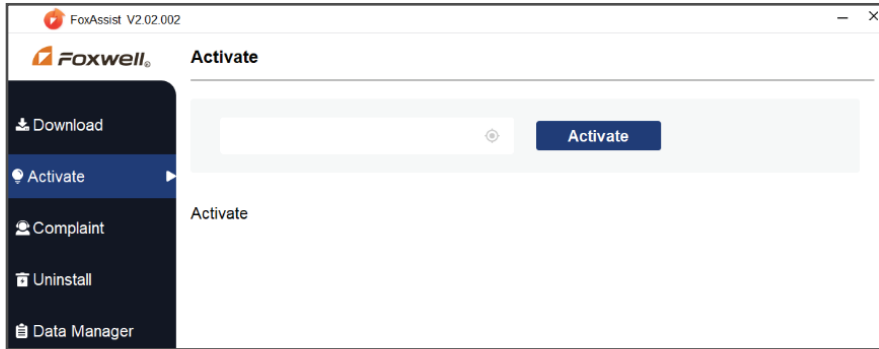 FoxAssist V2.02.002
FOXWELL®
Activate
Download
Activate
Activate
Activate
Complaint
Uninstall
Data Manager